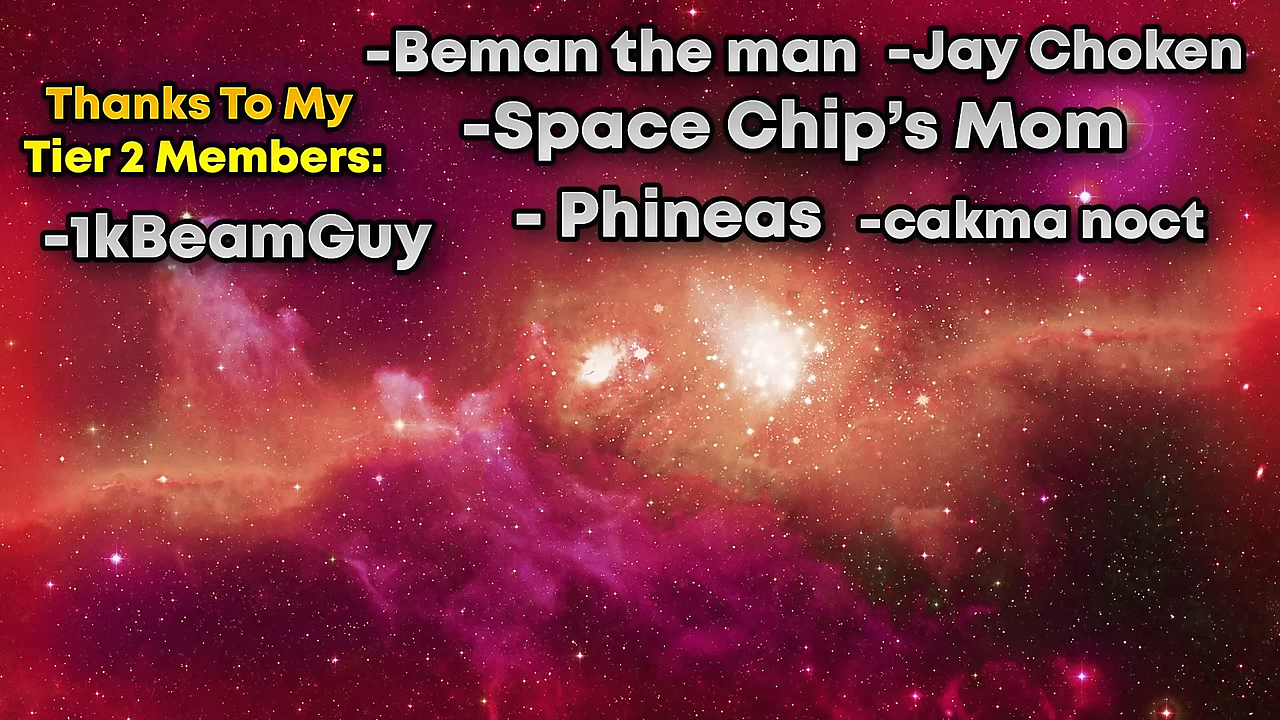 Thanks To My
Tier 2 Members:
-1kBeamGuy
-Beman the man
-Jay Choken
-Space Chip’s Mom
- Phineas
-cakma noct